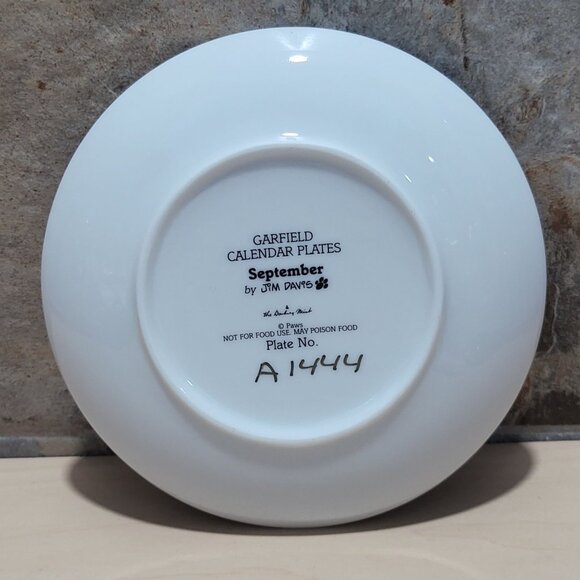 GARFIELD
CALENDAR PLATES
September
by JIM DAVIS
the Danbury Mint
© Paws
NOT FOR FOOD USE. MAY POISON FOOD
Plate No.
A1444